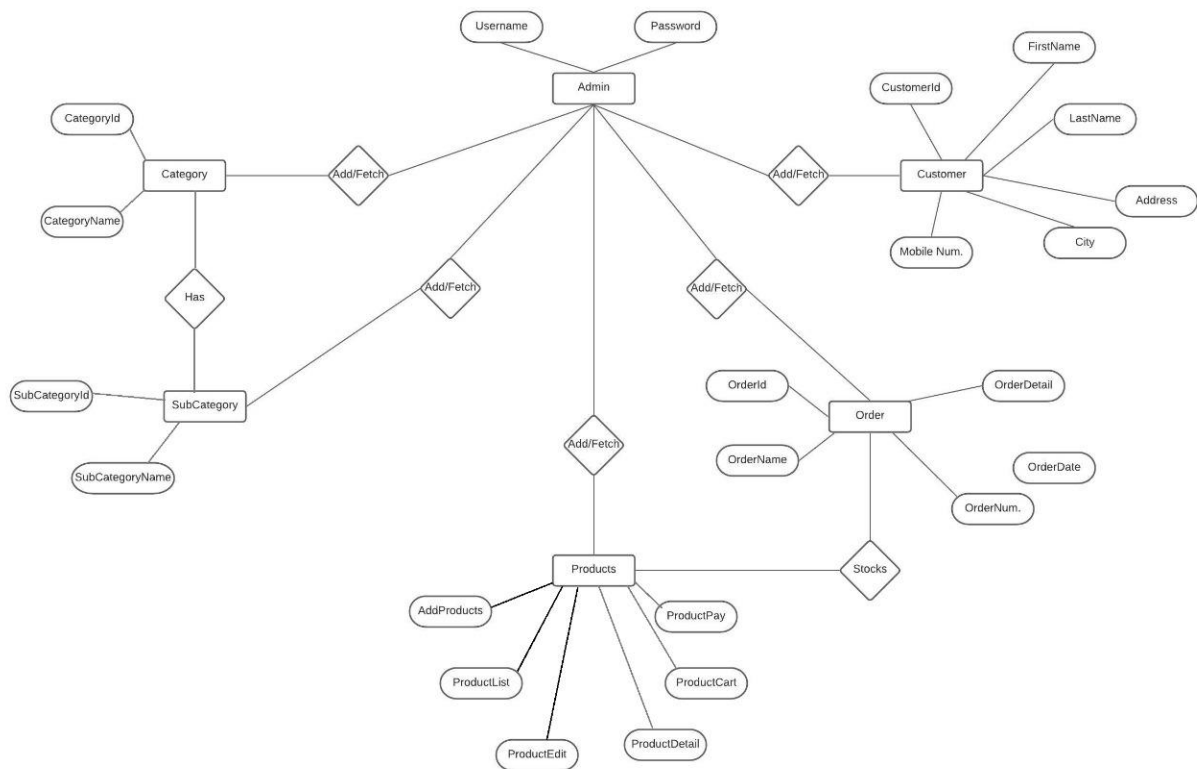 Username
Password
FirstName
Admin
CustomerId
CategoryId
LastName
Category
Add/Fetch
Add/Fetch
Customer
Address
CategoryName
City
Mobile Num.
Add/Fetch
Add/Fetch
Has
OrderId
OrderDetail
SubCategoryId
SubCategory
Order
Add/Fetch
OrderName
OrderDate
SubCategoryName
OrderNum.
Products
Stocks
AddProducts
ProductPay
ProductList
ProductCart
ProductDetail
ProductEdit